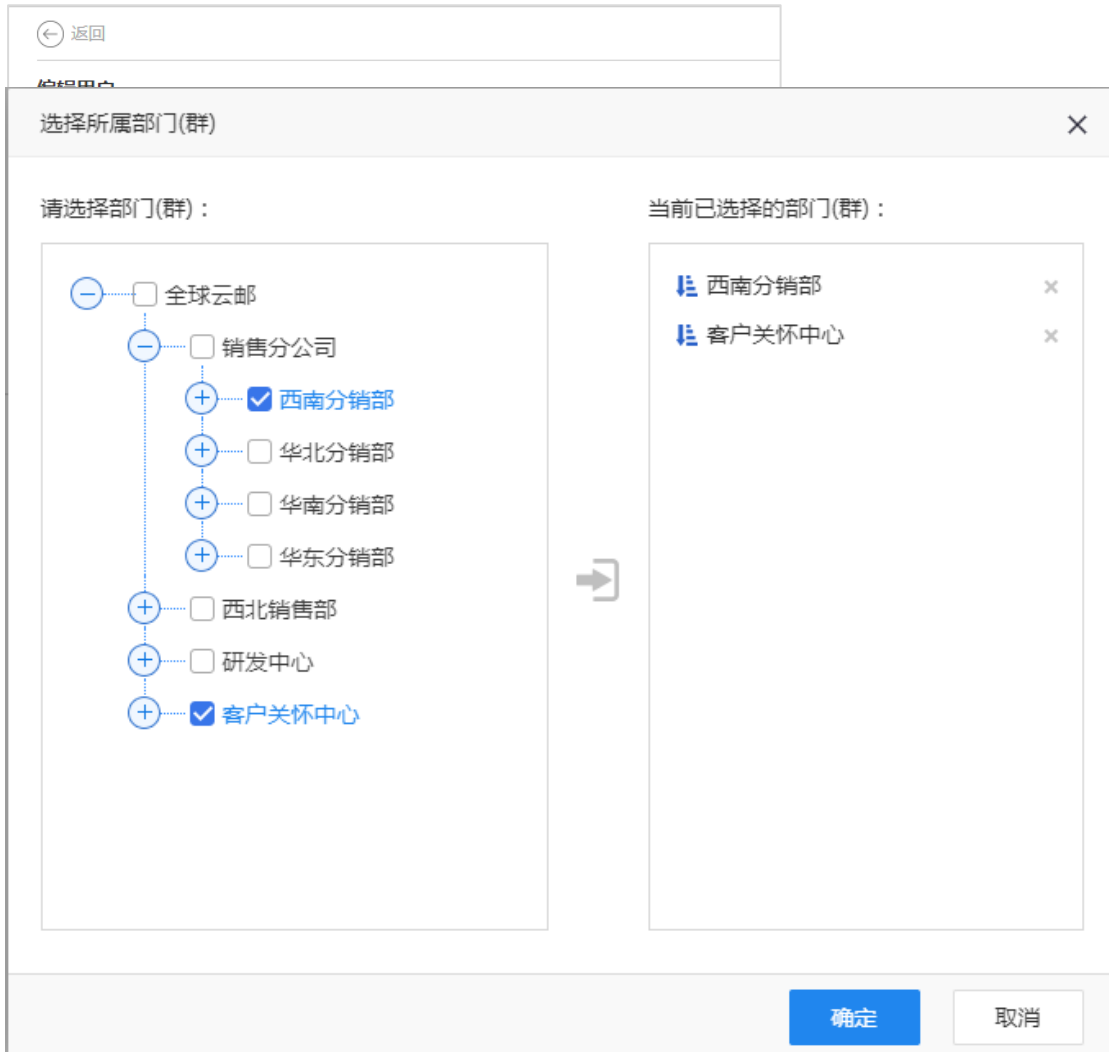 返回
编辑用户
选择所属部门(群)
请选择部门(群)：
全球云邮
销售分公司
西南分销部
华北分销部
华南分销部
华东分销部
西北销售部
研发中心
客户关怀中心
当前已选择的部门(群)：
西南分销部
客户关怀中心
确定
取消